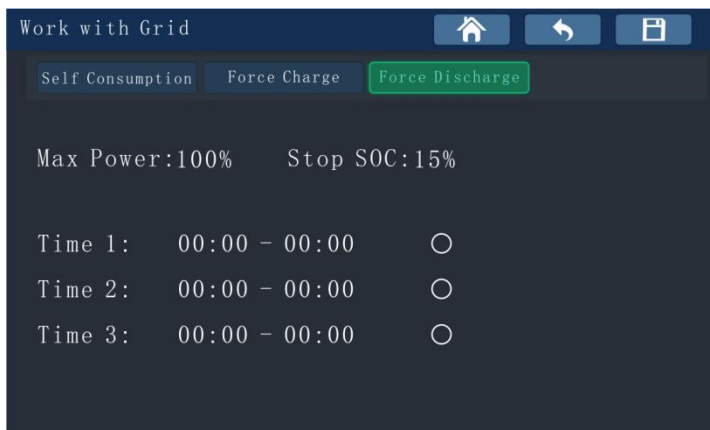 Work with Grid
Self Consumption Force Charge Force Discharge
Max Power:100% Stop SOC:15%
Time 1: 00:00 - 00:00
Time 2: 00:00 - 00:00
Time 3: 00:00 - 00:00